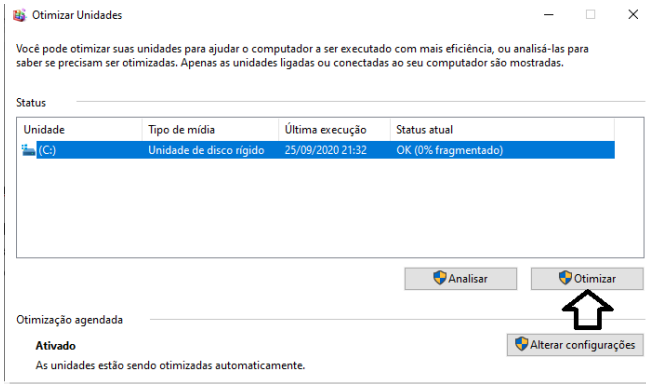 Otimizar Unidades
Você pode otimizar suas unidades para ajudar o computador a ser executado com mais eficiência, ou analisá-las para
saber se precisam ser otimizadas. Apenas as unidades ligadas ou conectadas ao seu computador são mostradas.
Status
Unidade Tipo de mídia Última execução Status atual
(C:) Unidade de disco rígido 25/09/2020 21:32 OK (0% fragmentado)
Analisar Otimizar
Otimização agendada
Ativado Alterar configurações
As unidades estão sendo otimizadas automaticamente.